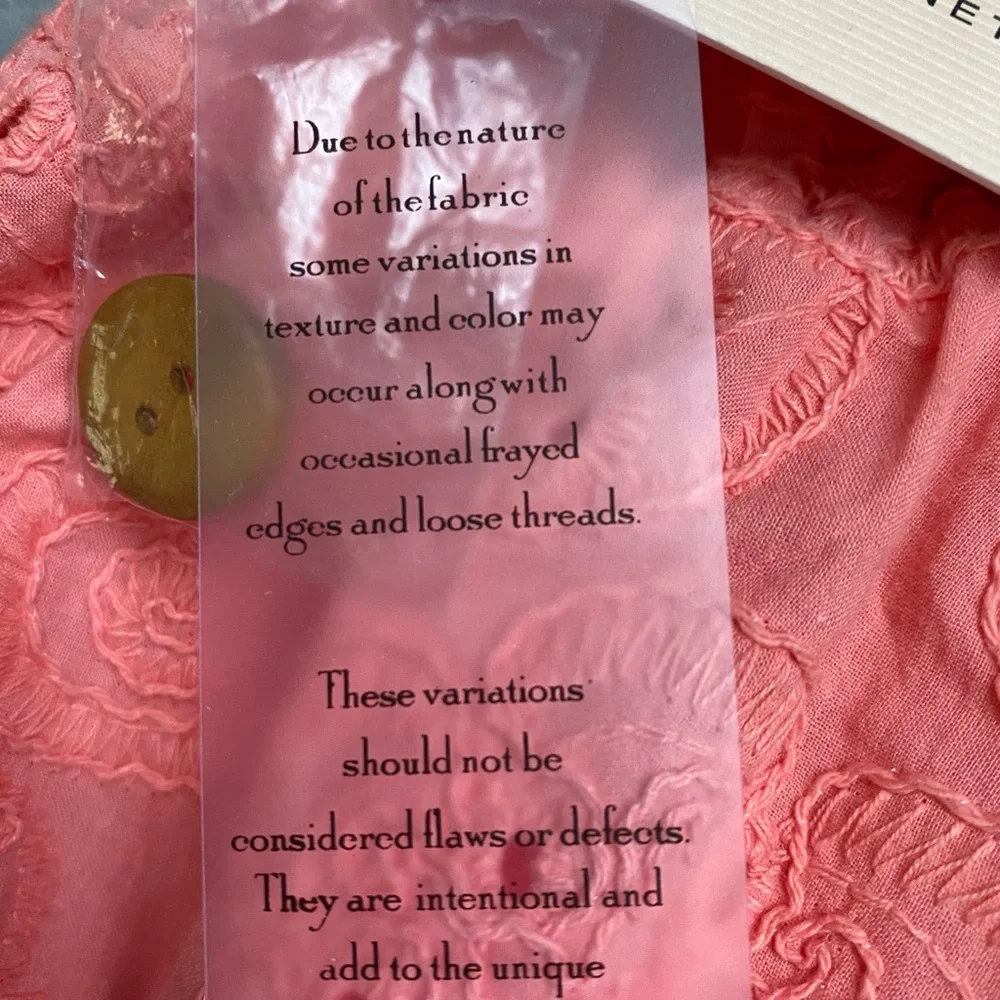 NET
Due to the nature
of the fabric
some variations in
texture and color may
occur along with
occasional frayed
edges and loose threads.
These variations
should not be
considered flaws or defects.
They are intentional and
add to the unique